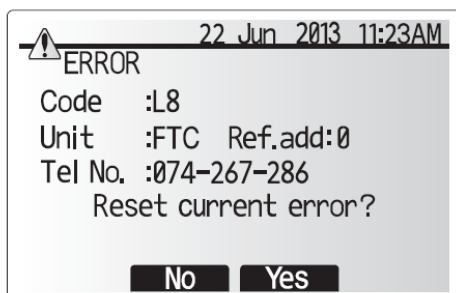 22 Jun 2013 11:23AM
ERROR
Code :L8
Unit :FTC Ref.add:0
Tel No. :074-267-286
Reset current error?
No Yes